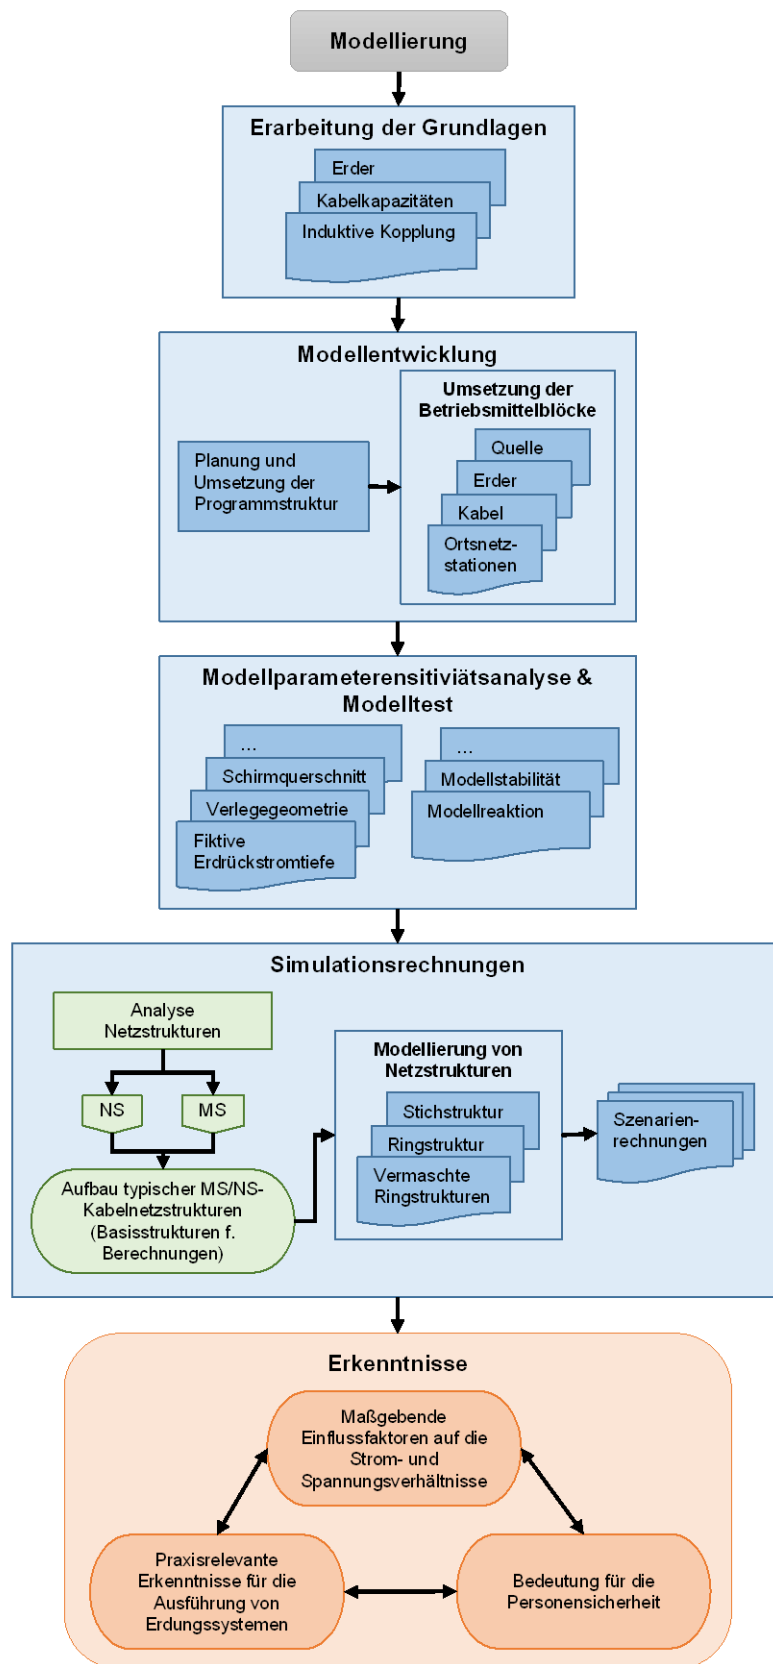 Modellierung
Erarbeitung der Grundlagen
Erder
Kabelkapazitäten
Induktive Kopplung
Modellentwicklung
Planung und
Umsetzung der
Programmstruktur
Umsetzung der
Betriebsmittelblöcke
Quelle
Erder
Kabel
Ortsnetz-
stationen
Modellparameterensitiviätsanalyse &
Modelltest
...
Schirmquerschnitt
Verlegegeometrie
Fiktive
Erdrückstromtiefe
...
Modellstabilität
Modellreaktion
Simulationsrechnungen
Analyse
Netzstrukturen
NS
MS
Aufbau typischer MS/NS-
Kabelnetzstrukturen
(Basisstrukturen f.
Berechnungen)
Modellierung von
Netzstrukturen
Stichstruktur
Ringstruktur
Vermaschte
Ringstrukturen
Szenarien-
rechnungen
Erkenntnisse
Maßgebende
Einflussfaktoren auf die
Strom- und
Spannungsverhältnisse
Praxisrelevante
Erkenntnisse für die
Ausführung von
Erdungssystemen
Bedeutung für die
Personensicherheit